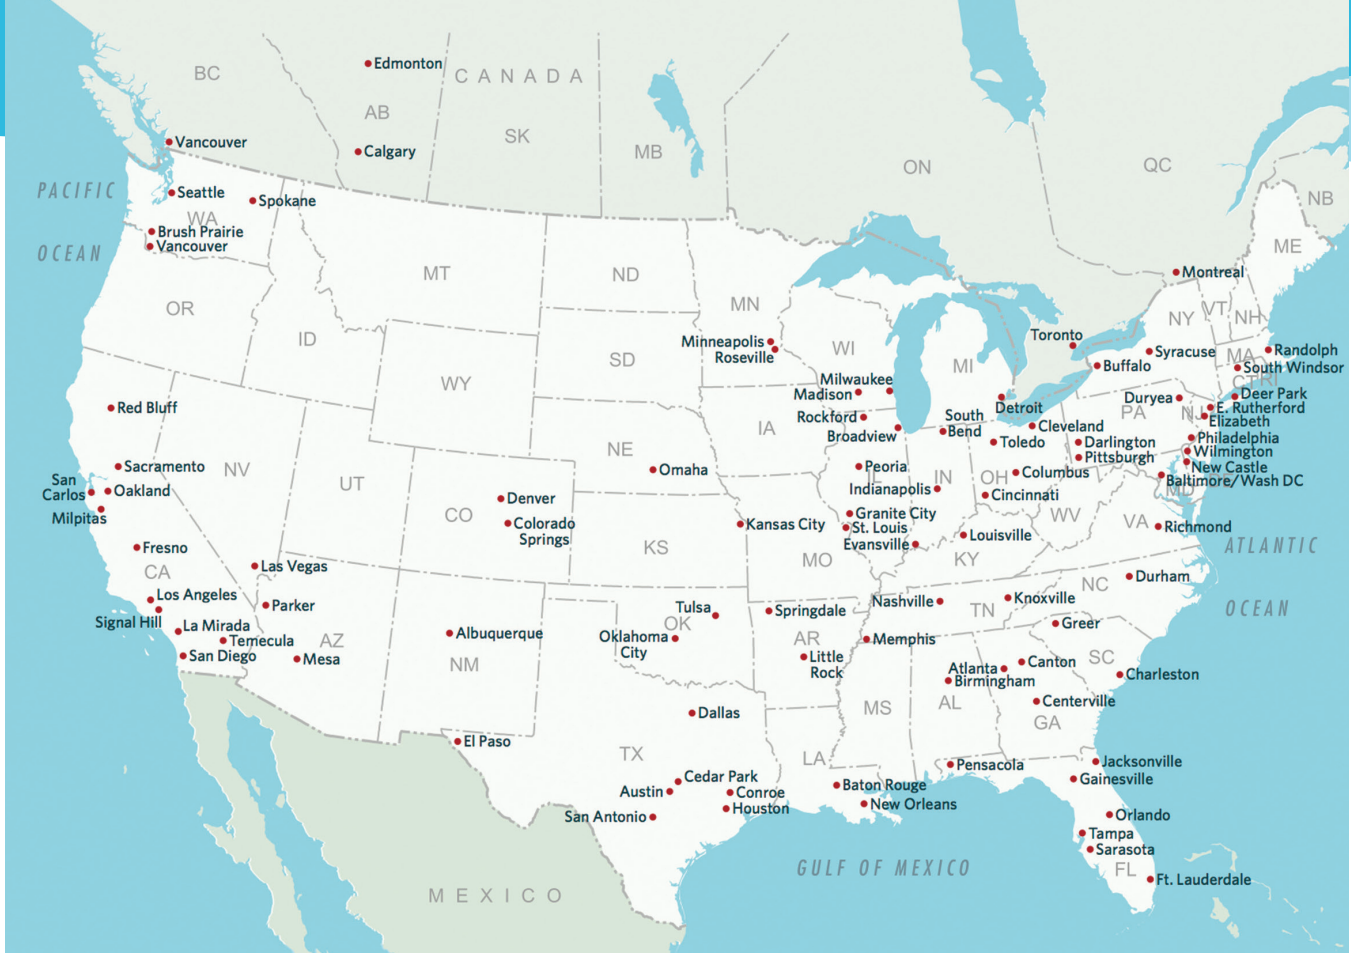 Edmonton
CANADA
BC
AB
SK
MB
ON
QC
NB
Vancouver
Calgary
PACIFIC
OCEAN
Seattle
Spokane
WA
Brush Prairie
Vancouver
MT
ND
MN
ME
Montreal
OR
ID
SD
WY
WI
MI
NY
VT
NH
Minneapolis
Roseville
Toronto
Syracuse
Buffalo
MA
Randolph
South Windsor
CT
RI
Milwaukee
Madison
Detroit
Duryea
Deer Park
E. Rutherford
Elizabeth
NJ
PA
Red Bluff
Rockford
Broadview
South
Bend
Cleveland
Toledo
Darlington
Pittsburgh
Philadelphia
Wilmington
New Castle
Baltimore/Wash DC
MD
IA
NE
Omaha
Peoria
IL
IN
Indianapolis
OH
Columbus
Cincinnati
Sacramento
San
Carlos
Oakland
Milpitas
NV
UT
Denver
Colorado
Springs
CO
KS
Kansas City
Granite City
St. Louis
Evansville
Louisville
WV
VA
Richmond
ATLANTIC
OCEAN
Fresno
CA
Las Vegas
MO
KY
NC
Durham
Los Angeles
Signal Hill
La Mirada
Temecula
San Diego
Parker
AZ
Mesa
Albuquerque
NM
Tulsa
OK
Oklahoma
City
Springdale
AR
Little
Rock
Nashville
TN
Knoxville
Memphis
Greer
SC
Charleston
Atlanta
Canton
Birmingham
Centerville
MS
AL
GA
Dallas
El Paso
TX
LA
Cedar Park
Austin
Conroe
Houston
San Antonio
Baton Rouge
New Orleans
Pensacola
Jacksonville
Gainesville
Orlando
Tampa
Sarasota
FL
Ft. Lauderdale
GULF OF MEXICO
MEXICO